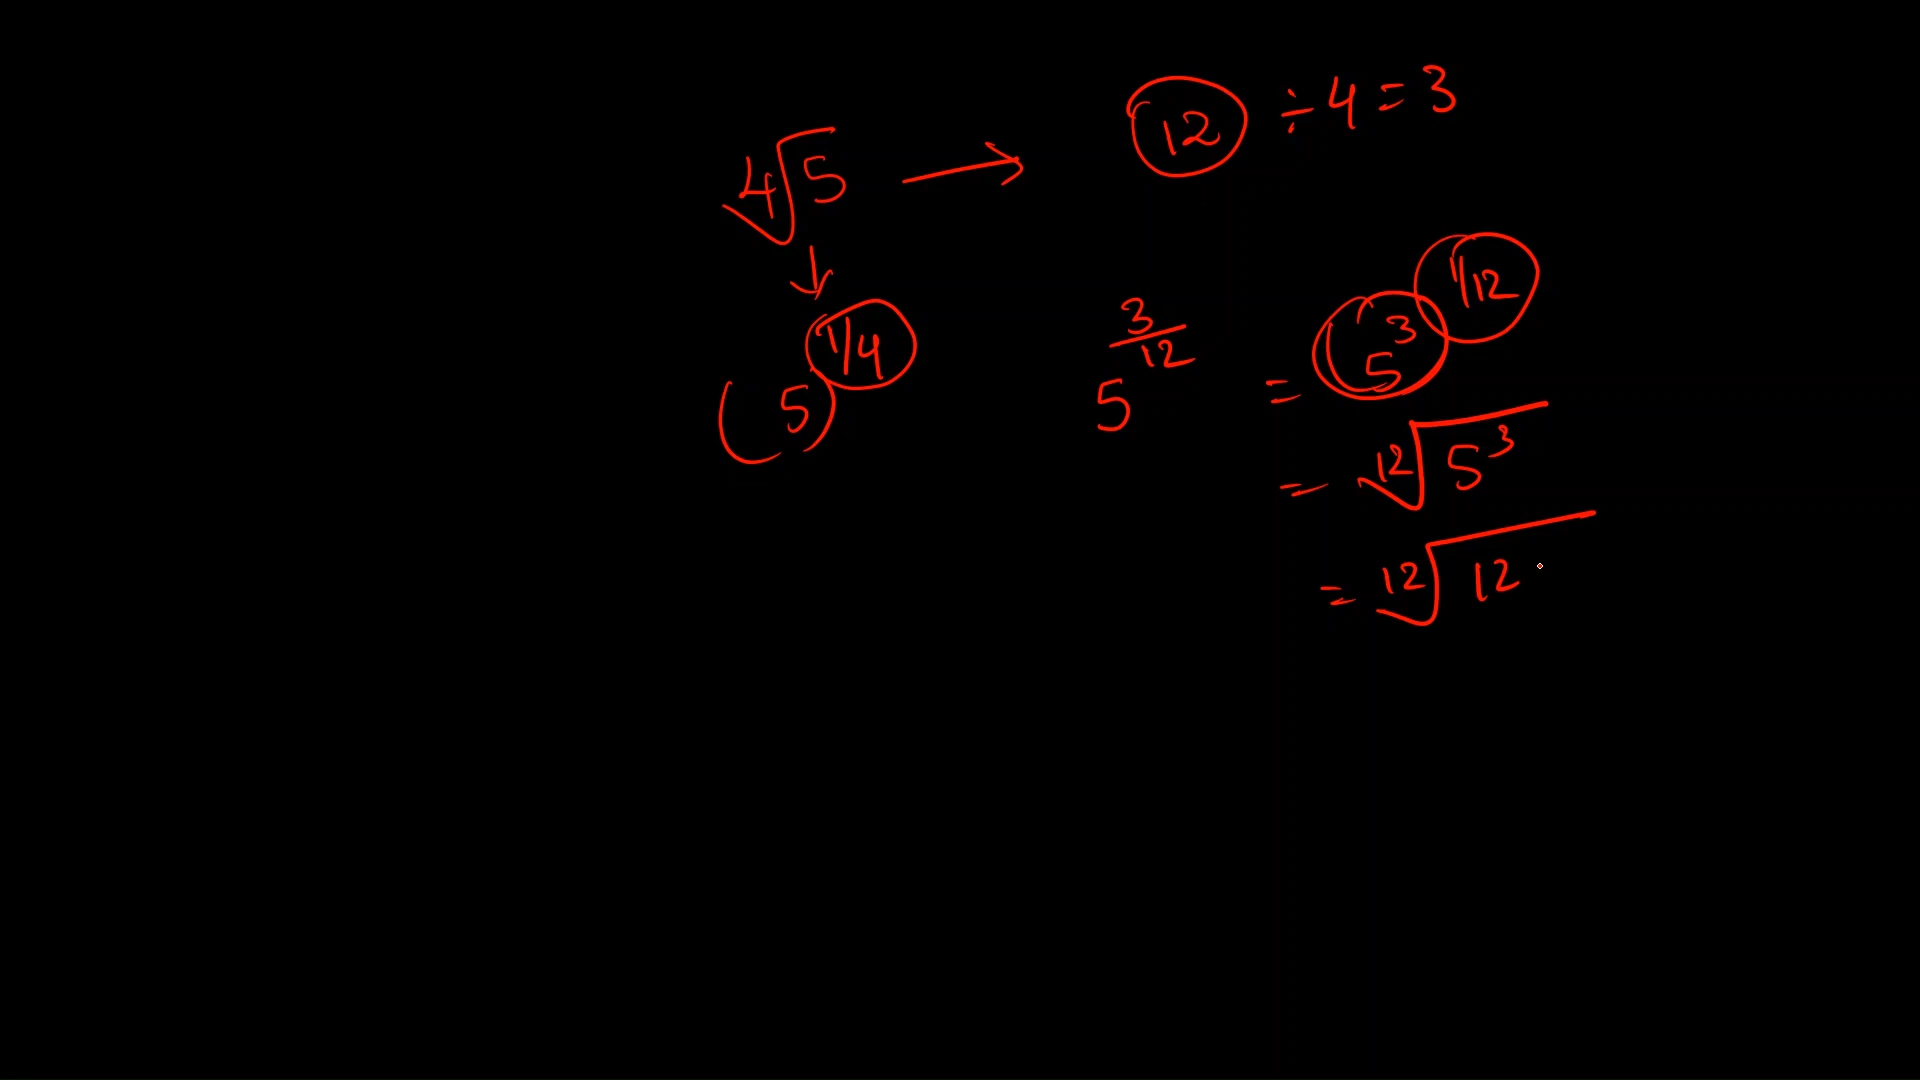 ∜5 → 12 ÷ 4 = 3
↓
(5)^1/4
5^3/12 = (5^3)^1/12
= ¹²√5^3
= ¹²√12